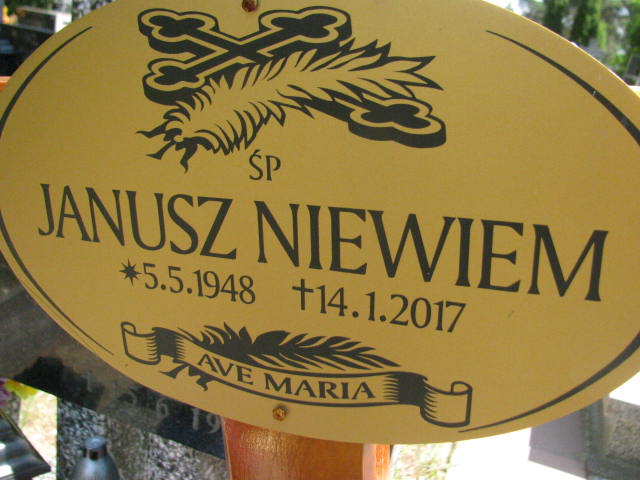 ŚP
JANUSZ NIEWIEM
*5.5.1948 †14.1.2017
AVE MARIA